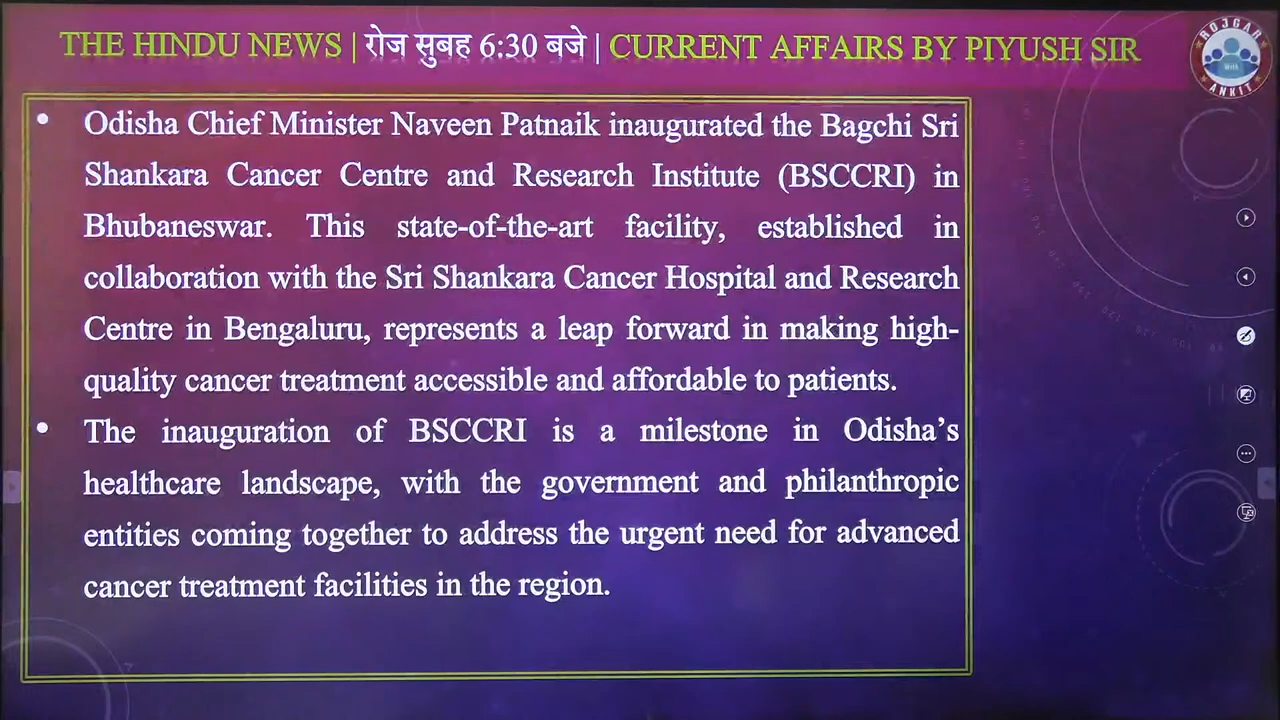 THE HINDU NEWS | रोज सुबह 6:30 बजे | CURRENT AFFAIRS BY PIYUSH SIR
ROJGAR
With
ANKIT
• Odisha Chief Minister Naveen Patnaik inaugurated the Bagchi Sri
Shankara Cancer Centre and Research Institute (BSCCRI) in
Bhubaneswar. This state-of-the-art facility, established in
collaboration with the Sri Shankara Cancer Hospital and Research
Centre in Bengaluru, represents a leap forward in making high-
quality cancer treatment accessible and affordable to patients.
• The inauguration of BSCCRI is a milestone in Odisha’s
healthcare landscape, with the government and philanthropic
entities coming together to address the urgent need for advanced
cancer treatment facilities in the region.